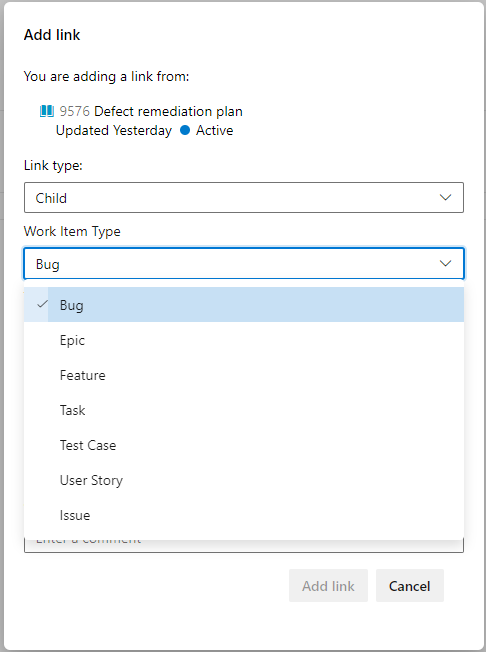 Add link
You are adding a link from:
9576 Defect remediation plan
Updated Yesterday Active
Link type:
Child
Work Item Type
Bug
Bug
Epic
Feature
Task
Test Case
User Story
Issue
Enter a comment
Add link Cancel